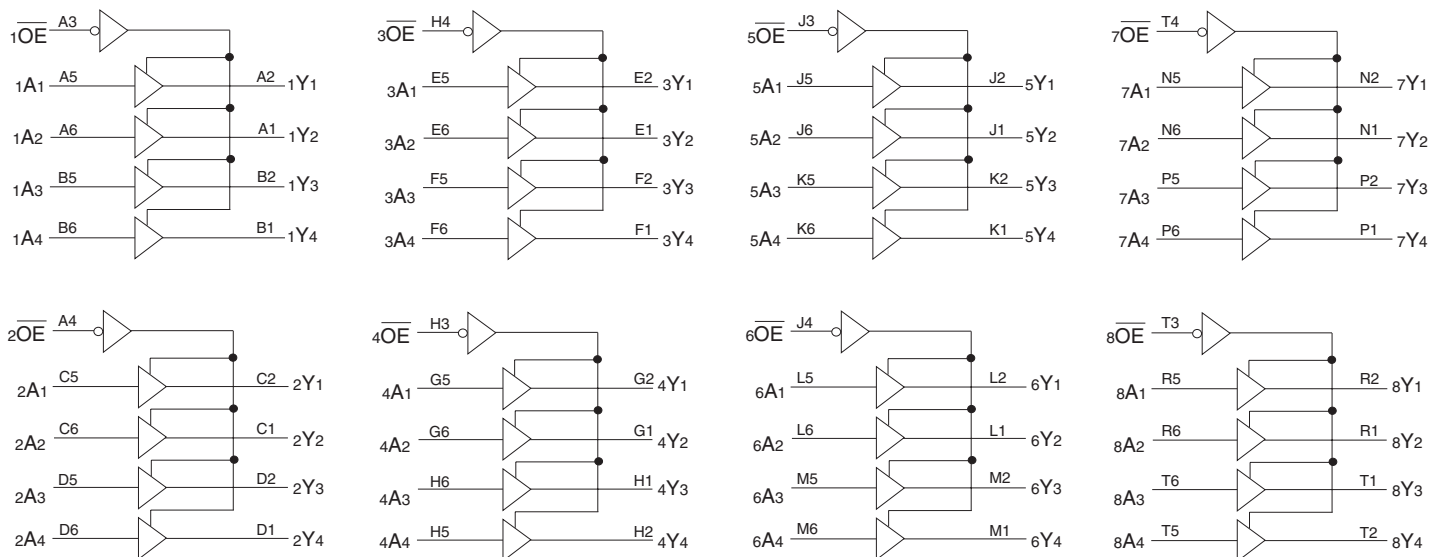 1OE A3
1A1 A5 A2 1Y1
1A2 A6 A1 1Y2
1A3 B5 B2 1Y3
1A4 B6 B1 1Y4
3OE H4
3A1 E5 E2 3Y1
3A2 E6 E1 3Y2
3A3 F5 F2 3Y3
3A4 F6 F1 3Y4
5OE J3
5A1 J5 J2 5Y1
5A2 J6 J1 5Y2
5A3 K5 K2 5Y3
5A4 K6 K1 5Y4
7OE T4
7A1 N5 N2 7Y1
7A2 N6 N1 7Y2
7A3 P5 P2 7Y3
7A4 P6 P1 7Y4
2OE A4
2A1 C5 C2 2Y1
2A2 C6 C1 2Y2
2A3 D5 D2 2Y3
2A4 D6 D1 2Y4
4OE H3
4A1 G5 G2 4Y1
4A2 G6 G1 4Y2
4A3 H6 H1 4Y3
4A4 H5 H2 4Y4
6OE J4
6A1 L5 L2 6Y1
6A2 L6 L1 6Y2
6A3 M5 M2 6Y3
6A4 M6 M1 6Y4
8OE T3
8A1 R5 R2 8Y1
8A2 R6 R1 8Y2
8A3 T6 T1 8Y3
8A4 T5 T2 8Y4